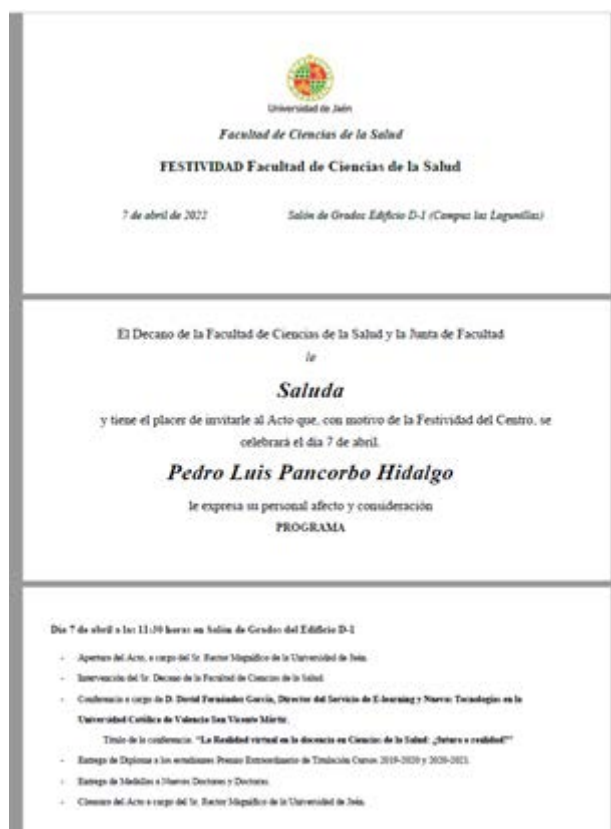 Universidad de Jaén
Facultad de Ciencias de la Salud
FESTIVIDAD Facultad de Ciencias de la Salud
7 de abril de 2022 Salón de Grados Edificio D-1 (Campus las Lagunillas)
El Decano de la Facultad de Ciencias de la Salud y la Junta de Facultad
le
Saluda
y tiene el placer de invitarle al Acto que, con motivo de la Festividad del Centro, se
celebrará el día 7 de abril.
Pedro Luis Pancorbo Hidalgo
le expresa su personal afecto y consideración
PROGRAMA
Día 7 de abril a las 11:30 horas en Salón de Grados del Edificio D-1
- Apertura del Acto, a cargo del Sr. Rector Magnífico de la Universidad de Jaén.
- Intervención del Sr. Decano de la Facultad de Ciencias de la Salud
- Conferencia a cargo de D. David Fernández García, Director del Servicio de E-learning y Nuevas Tecnologías en la
Universidad Católica de Valencia San Vicente Mártir.
Título de la conferencia: "La Realidad virtual en la docencia en Ciencias de la Salud: ¿futuro o realidad?"
- Entrega de Diploma a los estudiantes Premio Extraordinario de Titulación Cursos 2019-2020 y 2020-2021.
- Entrega de Medallas a Nuevos Doctores y Doctoras.
- Clausura del Acto a cargo del Sr. Rector Magnífico de la Universidad de Jaén.